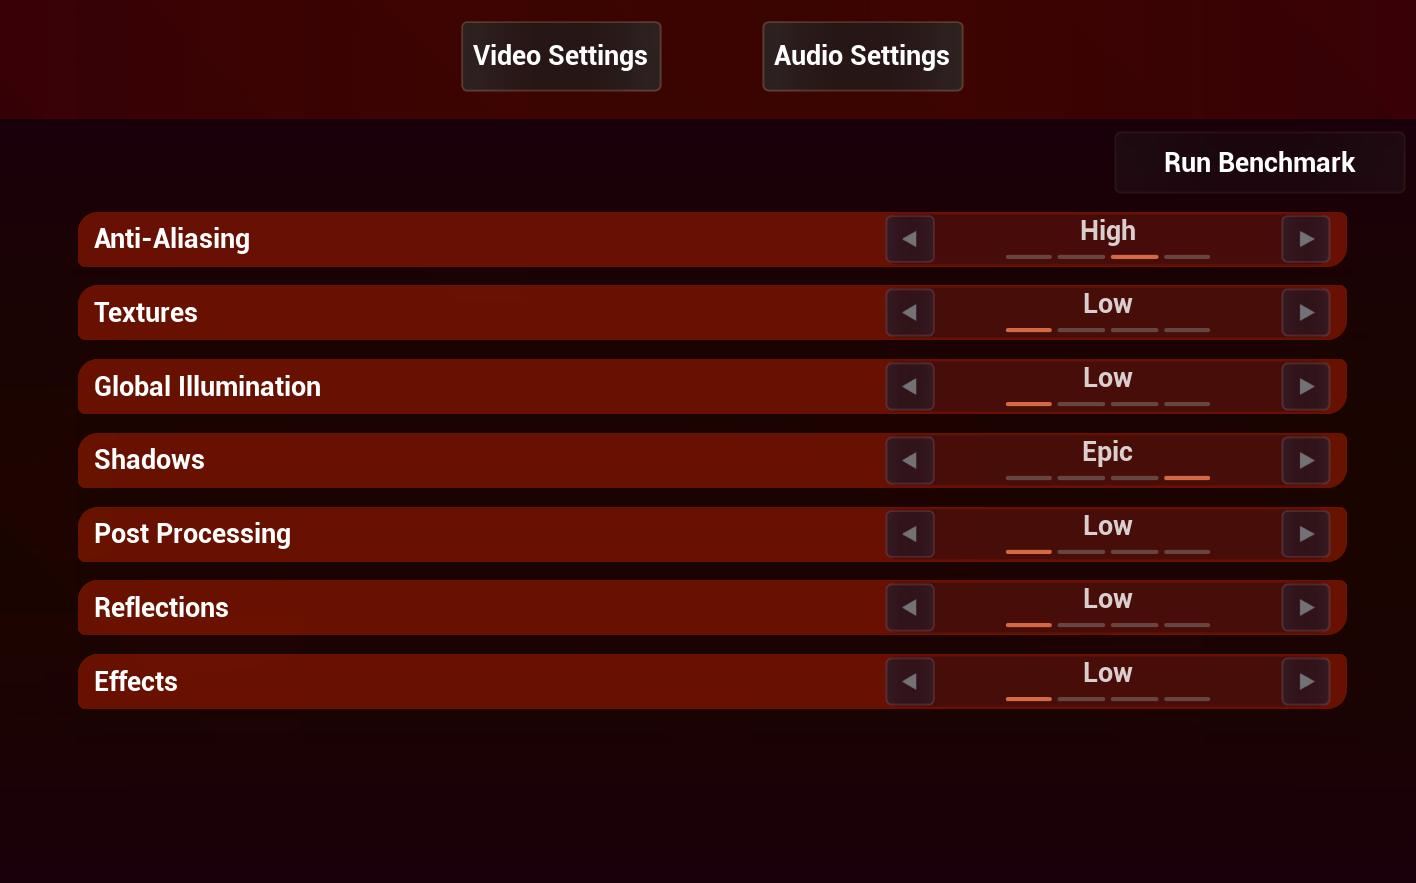 Video Settings
Audio Settings
Run Benchmark
Anti-Aliasing
High
Textures
Low
Global Illumination
Low
Shadows
Epic
Post Processing
Low
Reflections
Low
Effects
Low